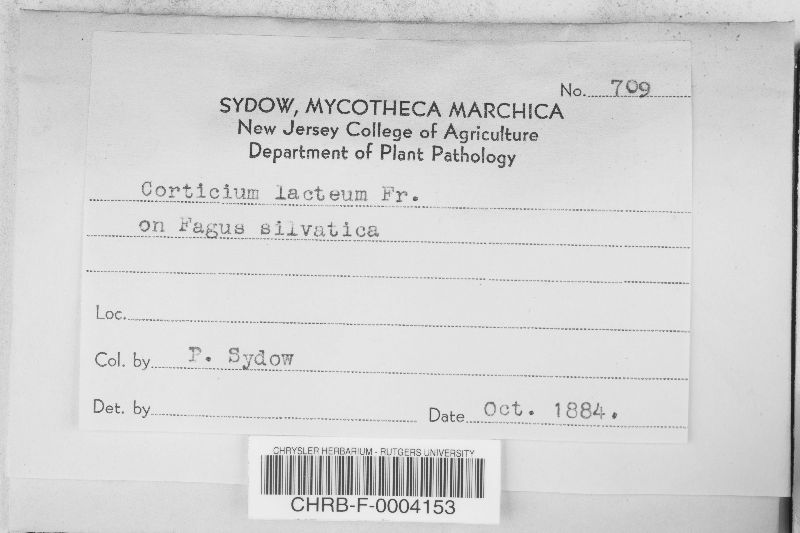 No. 709
SYDOW, MYCOTHECA MARCHICA
New Jersey College of Agriculture
Department of Plant Pathology
Corticium lacteum Fr.
on Fagus silvatica
Loc.
Col. by P. Sydow
Det. by
Date Oct. 1884.
CHRYSLER HERBARIUM - RUTGERS UNIVERSITY
CHRB-F-0004153